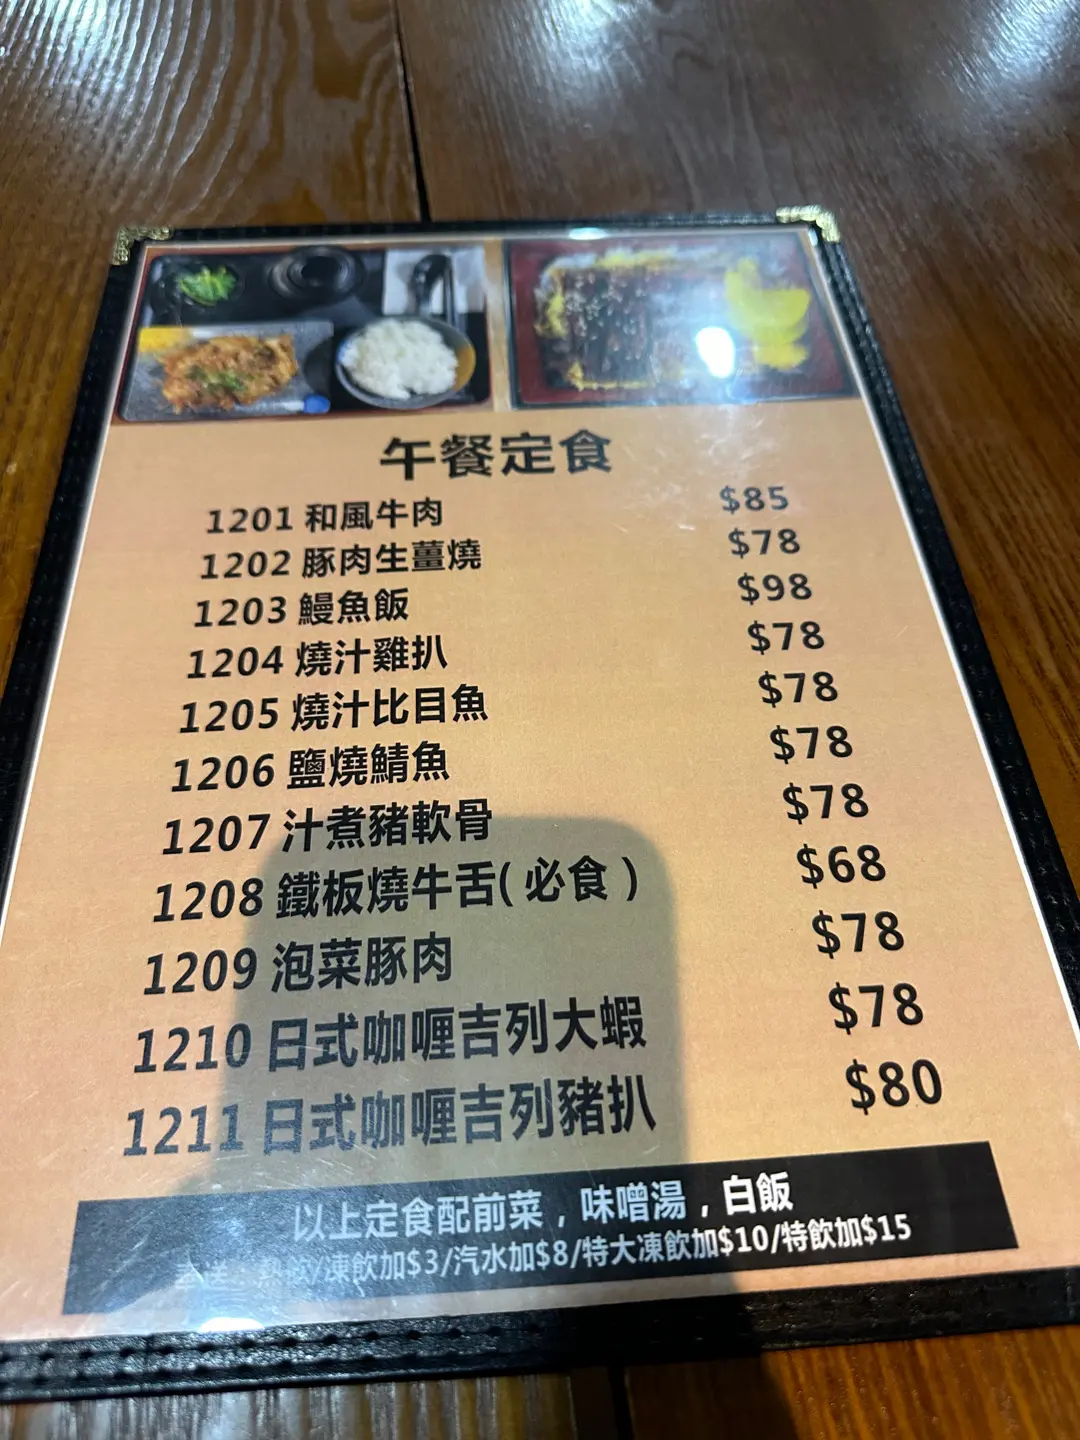 午餐定食
1201 和風牛肉 $85
1202 豚肉生薑燒 $78
1203 鰻魚飯 $98
1204 燒汁雞扒 $78
1205 燒汁比目魚 $78
1206 鹽燒鯖魚 $78
1207 汁煮豬軟骨 $78
1208 鐵板燒牛舌(必食) $68
1209 泡菜豚肉 $78
1210 日式咖喱吉列大蝦 $78
1211 日式咖喱吉列豬扒 $80
以上定食配前菜，味噌湯，白飯
熱飲/凍飲加$3/汽水加$8/特大凍飲加$10/特飲加$15